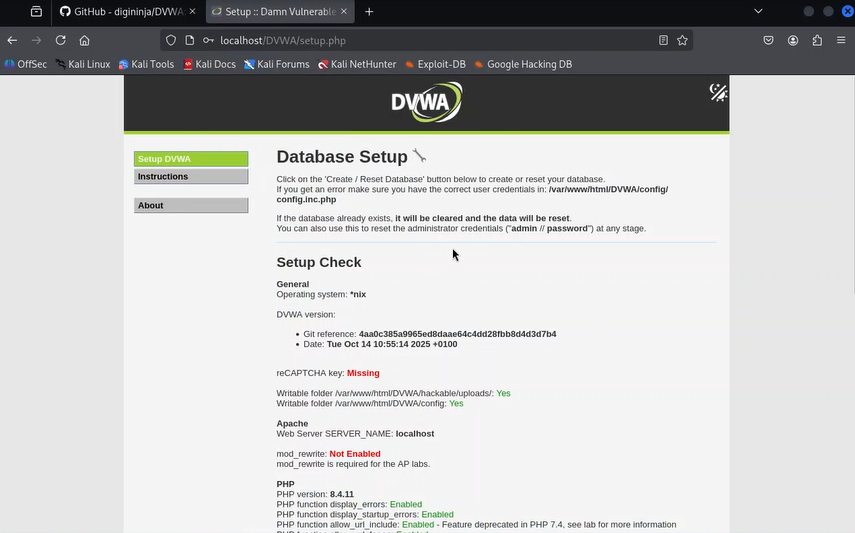 GitHub - digininja/DVWA
Setup :: Damn Vulnerable
localhost/DVWA/setup.php
OffSec Kali Linux Kali Tools Kali Docs Kali Forums Kali NetHunter Exploit-DB Google Hacking DB
DVWA
Setup DVWA
Instructions
About
Database Setup
Click on the 'Create / Reset Database' button below to create or reset your database.
If you get an error make sure you have the correct user credentials in: /var/www/html/DVWA/config/
config.inc.php
If the database already exists, it will be cleared and the data will be reset.
You can also use this to reset the administrator credentials ("admin // password") at any stage.
Setup Check
General
Operating system: *nix
DVWA version:
• Git reference: 4aa0c385a9965ed8daae64c4dd28fbb8d4d3d7b4
• Date: Tue Oct 14 10:55:14 2025 +0100
reCAPTCHA key: Missing
Writable folder /var/www/html/DVWA/hackable/uploads/: Yes
Writable folder /var/www/html/DVWA/config: Yes
Apache
Web Server SERVER_NAME: localhost
mod_rewrite: Not Enabled
mod_rewrite is required for the AP labs.
PHP
PHP version: 8.4.11
PHP function display_errors: Enabled
PHP function display_startup_errors: Enabled
PHP function allow_url_include: Enabled - Feature deprecated in PHP 7.4, see lab for more information